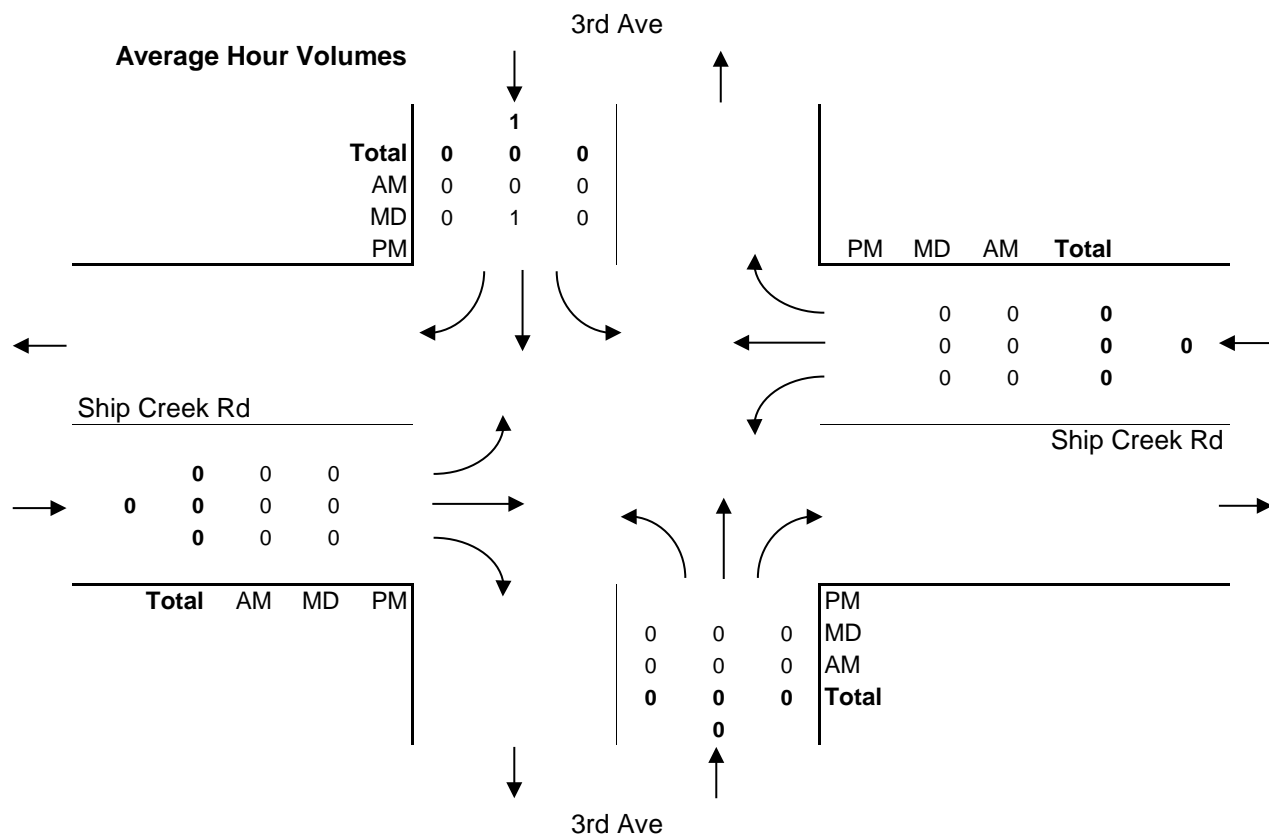 3rd Ave
Average Hour Volumes
1
Total 0 0 0
AM 0 0 0
MD 0 1 0
PM
PM MD AM Total
0 0 0
0 0 0 0
0 0 0
Ship Creek Rd
Ship Creek Rd
0 0 0
0 0 0 0
0 0 0
Total AM MD PM
PM
0 0 0 MD
0 0 0 AM
0 0 0 Total
0
3rd Ave